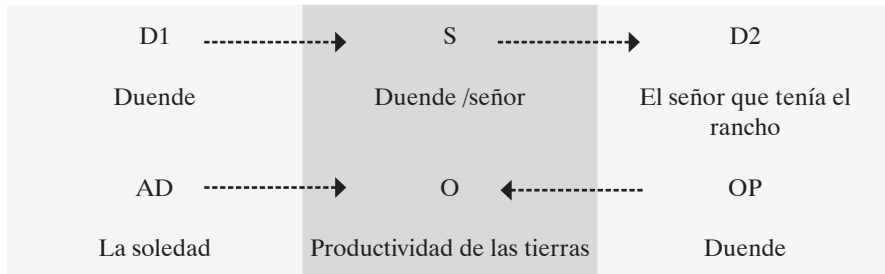 D1 S D2
Duende Duende /señor El señor que tenía el
rancho
AD O OP
La soledad Productividad de las tierras Duende